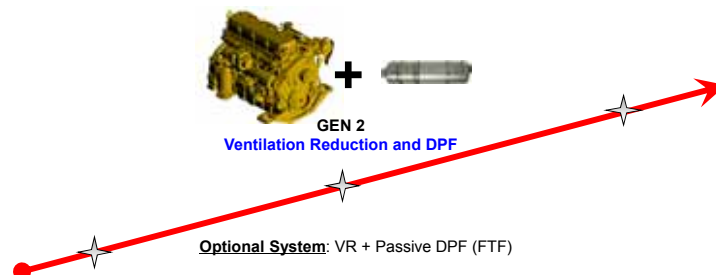 GEN 2
Ventilation Reduction and DPF
Optional System: VR + Passive DPF (FTF)